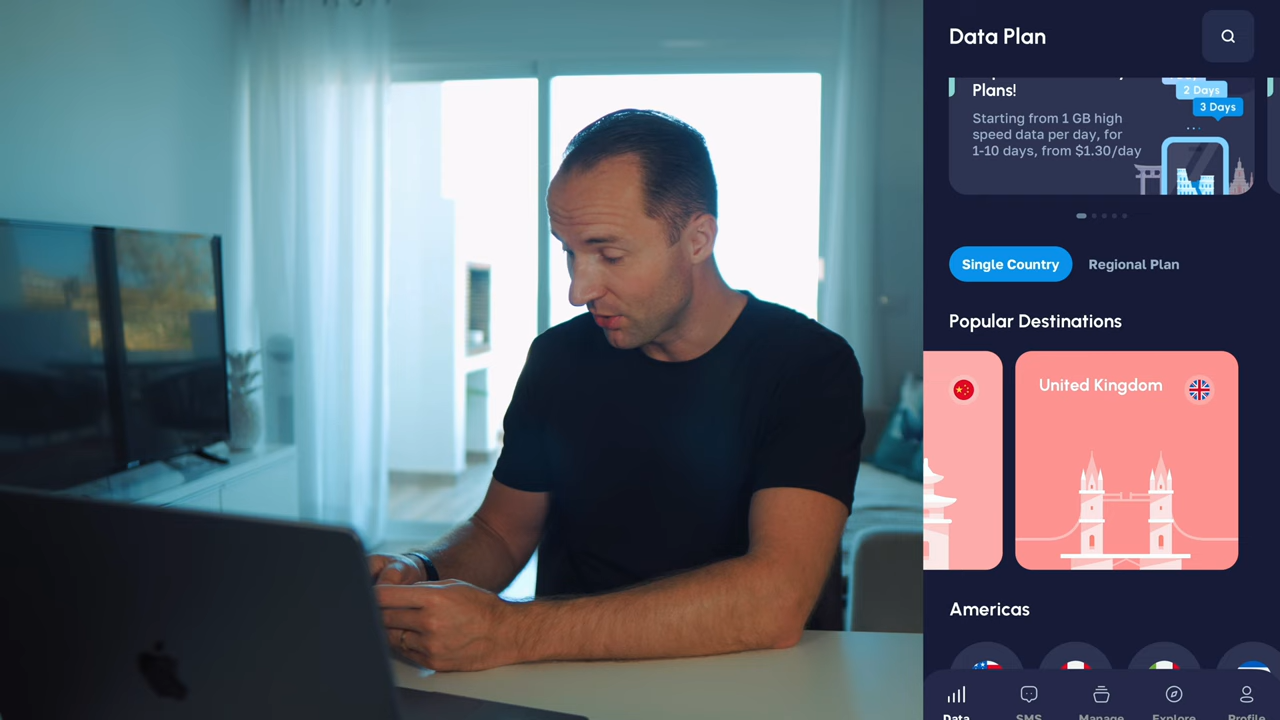 Data Plan
Plans!
2 Days
3 Days
Starting from 1 GB high
speed data per day, for
1-10 days, from $1.30/day
Single Country
Regional Plan
Popular Destinations
United Kingdom
Americas
Data
SMS
Manage
Explore
Profile